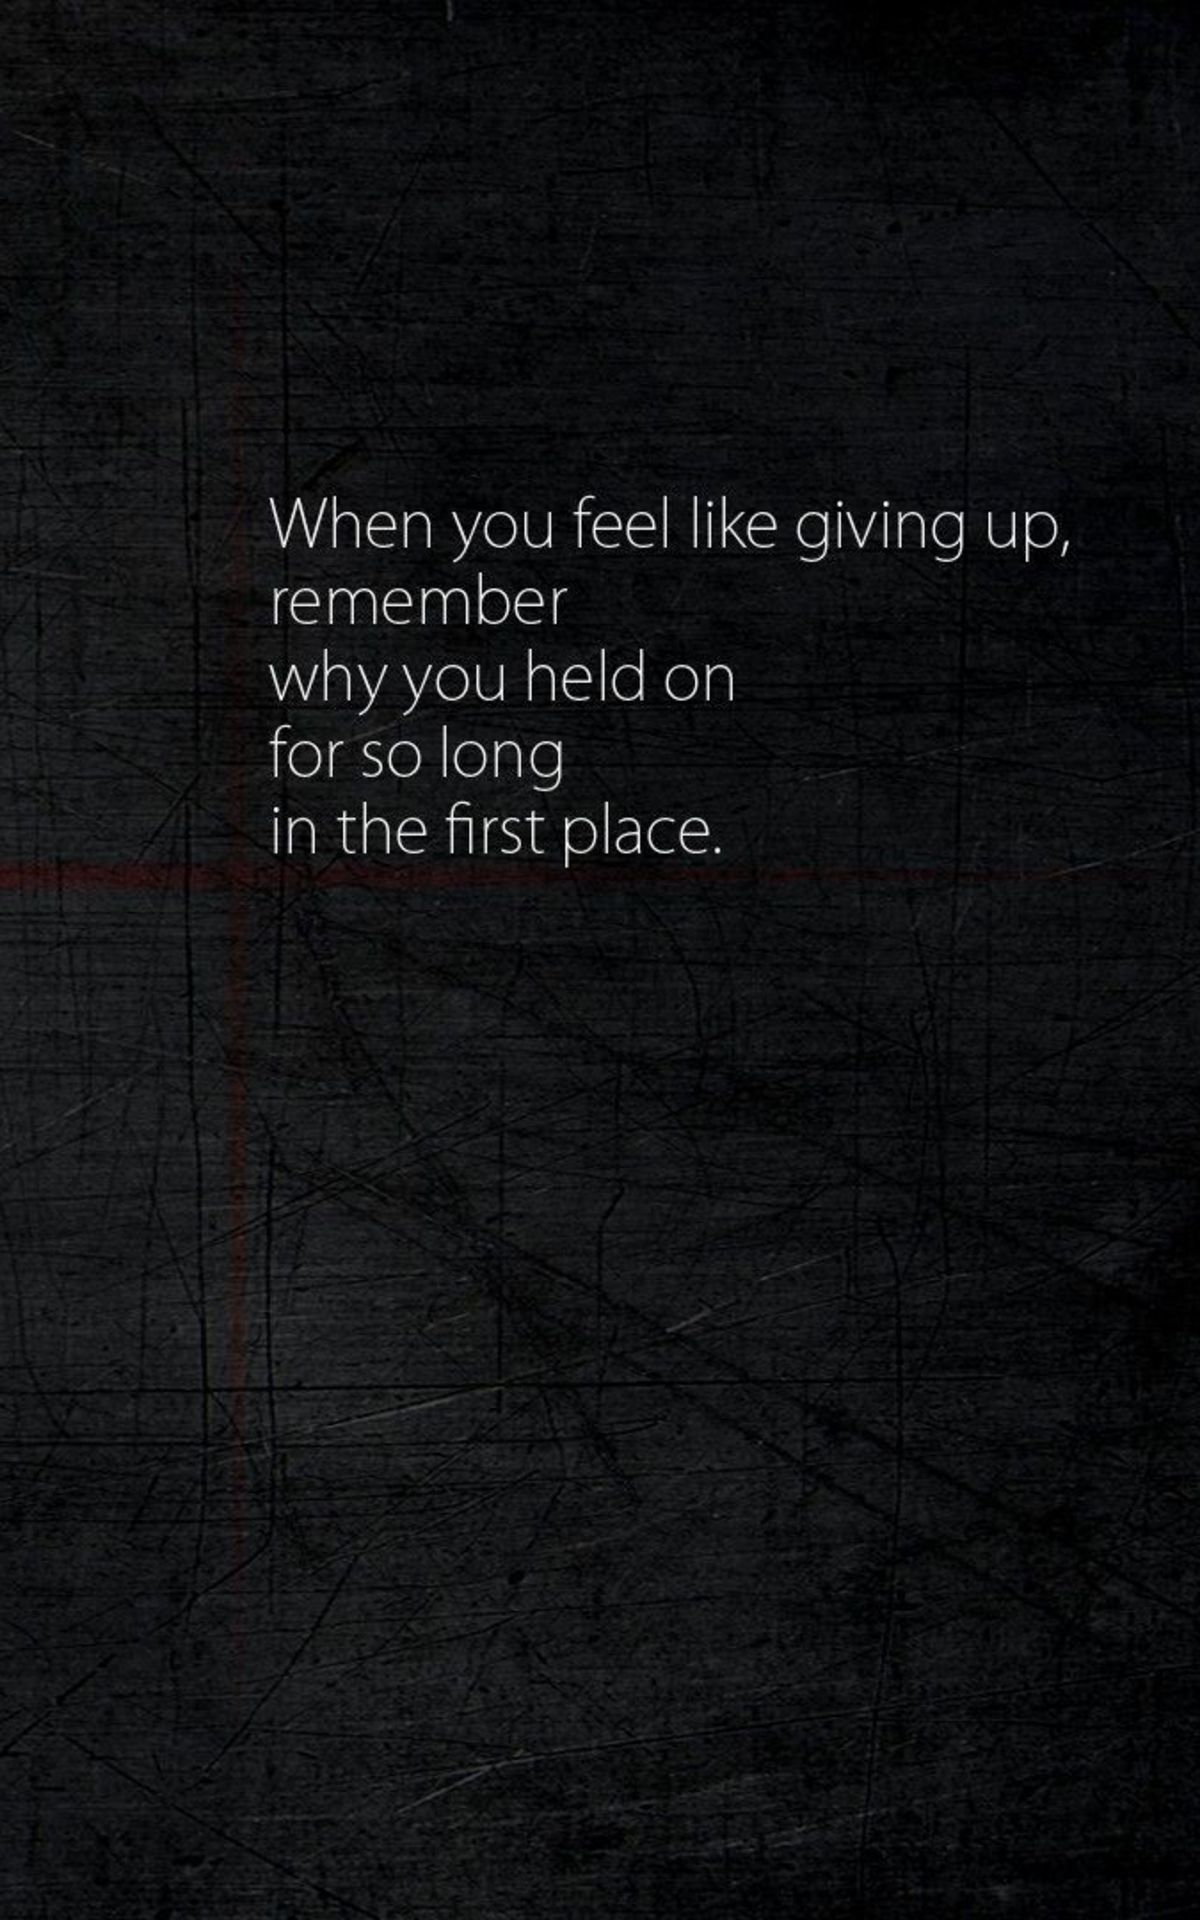 When you feel like giving up,
remember
why you held on
for so long
in the first place.